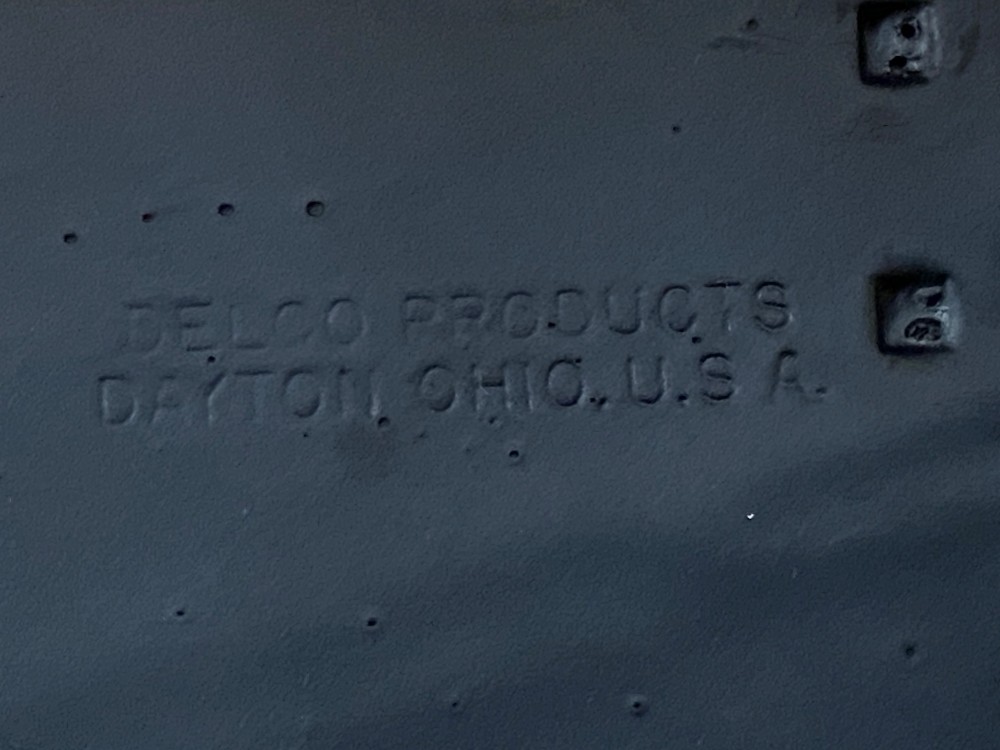 DELCO PRODUCTS
DAYTON, OHIO., U.S.A.